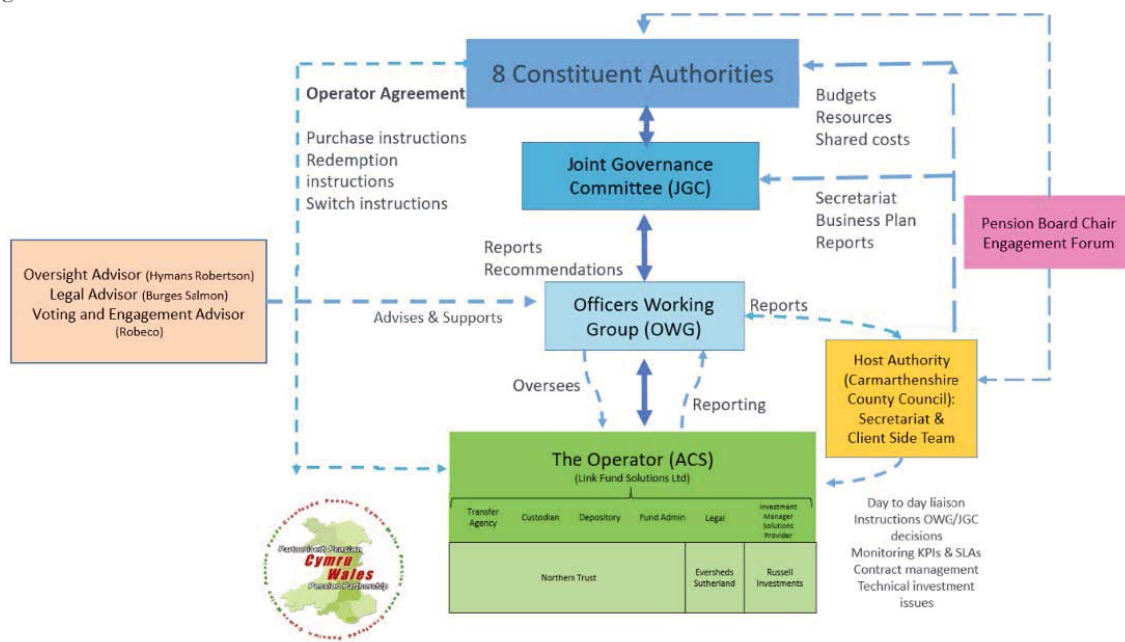 8 Constituent Authorities
Operator Agreement
Purchase instructions
Redemption
instructions
Switch instructions
Budgets
Resources
Shared costs
Joint Governance
Committee (JGC)
Secretariat
Business Plan
Reports
Pension Board Chair
Engagement Forum
Reports
Recommendations
Oversight Advisor (Hymans Robertson)
Legal Advisor (Burges Salmon)
Voting and Engagement Advisor
(Robeco)
Advises & Supports
Officers Working
Group (OWG)
Reports
Host Authority
(Carmarthenshire
County Council):
Secretariat &
Client Side Team
Oversees
Reporting
The Operator (ACS)
(Link Fund Solutions Ltd)
Transfer
Agency
Custodian
Depository
Fund Admin
Legal
Investment
Manager
Solutions
Provider
Northern Trust
Eversheds
Sutherland
Russell
Investments
Day to day liaison
Instructions OWG/JGC
decisions
Monitoring KPIs & SLAs
Contract management
Technical investment
issues
Partneriaeth Pensiwn
Cymru
Wales
Pension Partnership